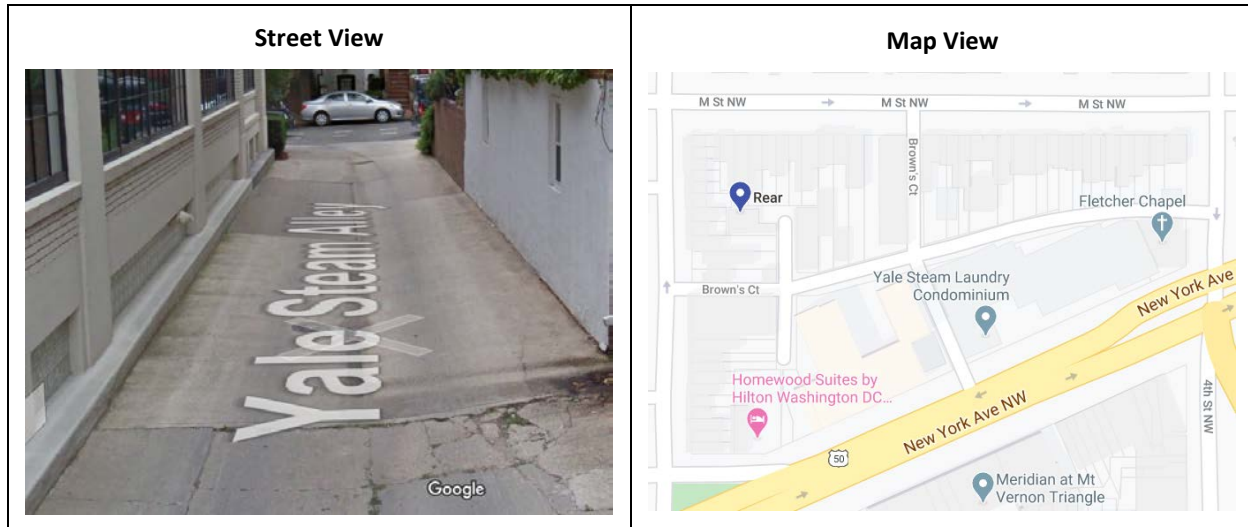 Street View
Map View
Yale Steam Alley
Google
M St NW
M St NW
M St NW
Brown's Ct
Rear
Fletcher Chapel
Brown's Ct
Yale Steam Laundry
Condominium
New York Ave
Homewood Suites by
Hilton Washington DC...
New York Ave NW
4th St NW
50
Meridian at Mt
Vernon Triangle